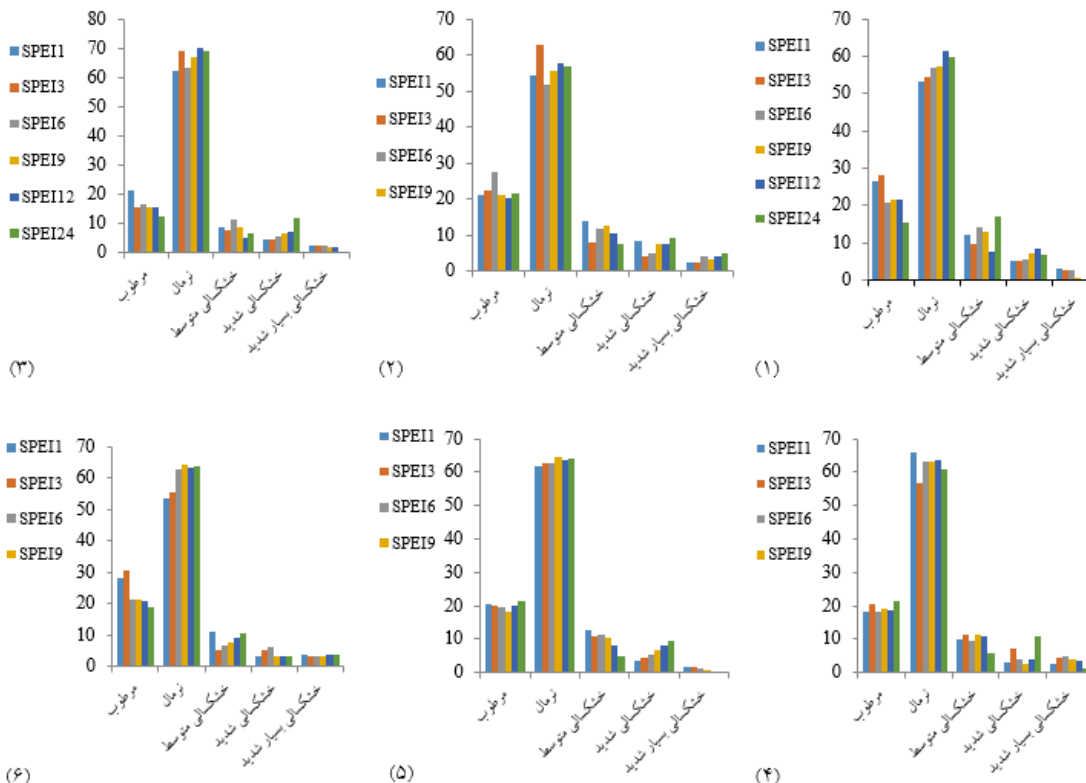 80
70
60
50
40
30
20
10
0
SPEI1
SPEI3
SPEI6
SPEI9
SPEI12
SPEI24
مرطوب
نرمال
خشکسالی متوسط
خشکسالی شدید
خشکسالی بسیار شدید
(۳)
70
60
50
40
30
20
10
0
SPEI1
SPEI3
SPEI6
SPEI9
مرطوب
نرمال
خشکسالی متوسط
خشکسالی شدید
خشکسالی بسیار شدید
(۲)
70
60
50
40
30
20
10
0
SPEI1
SPEI3
SPEI6
SPEI9
SPEI12
SPEI24
مرطوب
نرمال
خشکسالی متوسط
خشکسالی شدید
خشکسالی بسیار شدید
(۱)
70
60
50
40
30
20
10
0
SPEI1
SPEI3
SPEI6
SPEI9
مرطوب
نرمال
خشکسالی متوسط
خشکسالی شدید
خشکسالی بسیار شدید
(۶)
70
60
50
40
30
20
10
0
SPEI1
SPEI3
SPEI6
SPEI9
مرطوب
نرمال
خشکسالی متوسط
خشکسالی شدید
خشکسالی بسیار شدید
(۵)
70
60
50
40
30
20
10
0
SPEI1
SPEI3
SPEI6
SPEI9
مرطوب
نرمال
خشکسالی متوسط
خشکسالی شدید
خشکسالی بسیار شدید
(۴)